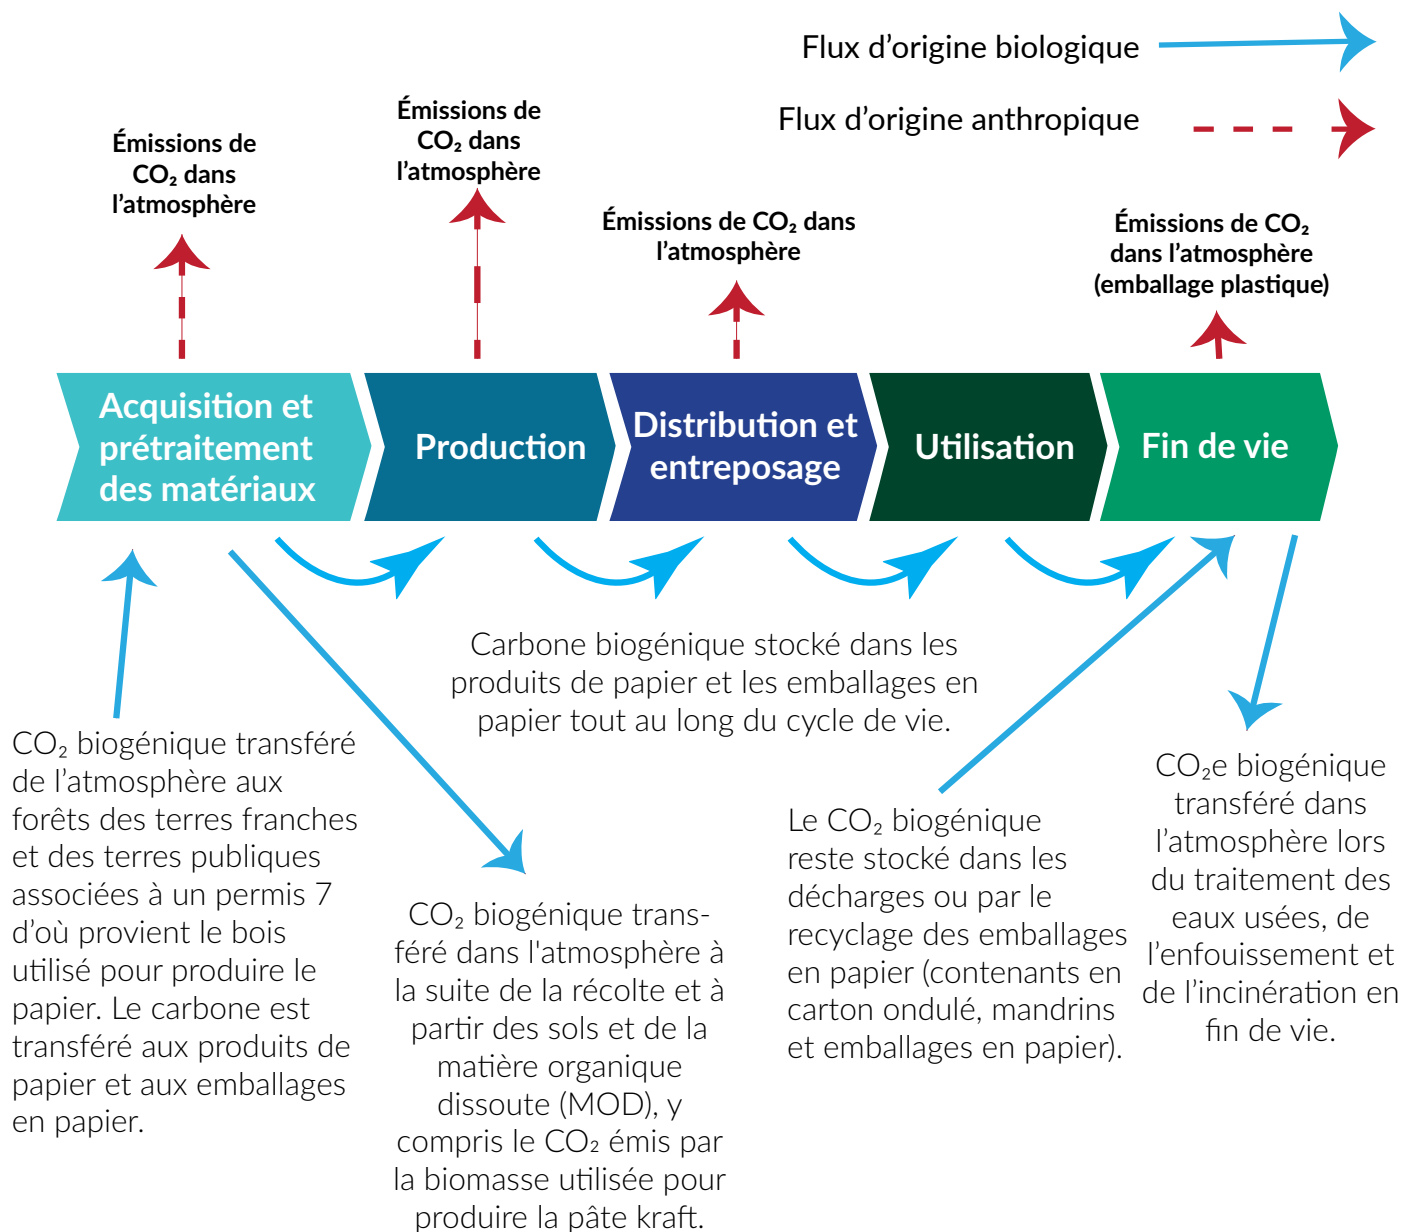 Flux d’origine biologique
Flux d’origine anthropique
Émissions de
CO₂ dans
l’atmosphère
Émissions de
CO₂ dans
l’atmosphère
Émissions de CO₂ dans
l’atmosphère
Émissions de CO₂
dans l’atmosphère
(emballage plastique)
Acquisition et
prétraitement
des matériaux
Production
Distribution et
entreposage
Utilisation
Fin de vie
Carbone biogénique stocké dans les
produits de papier et les emballages en
papier tout au long du cycle de vie.
CO₂ biogénique transféré
de l’atmosphère aux
forêts des terres franches
et des terres publiques
associées à un permis 7
d’où provient le bois
utilisé pour produire le
papier. Le carbone est
transféré aux produits de
papier et aux emballages
en papier.
CO₂ biogénique trans-
féré dans l'atmosphère à
la suite de la récolte et à
partir des sols et de la
matière organique
dissoute (MOD), y
compris le CO₂ émis par
la biomasse utilisée pour
produire la pâte kraft.
Le CO₂ biogénique
reste stocké dans les
décharges ou par le
recyclage des emballages
en papier (contenants en
carton ondulé, mandrins
et emballages en papier).
CO₂e biogénique
transféré dans
l’atmosphère lors
du traitement des
eaux usées, de
l’enfouissement et
de l’incinération en
fin de vie.